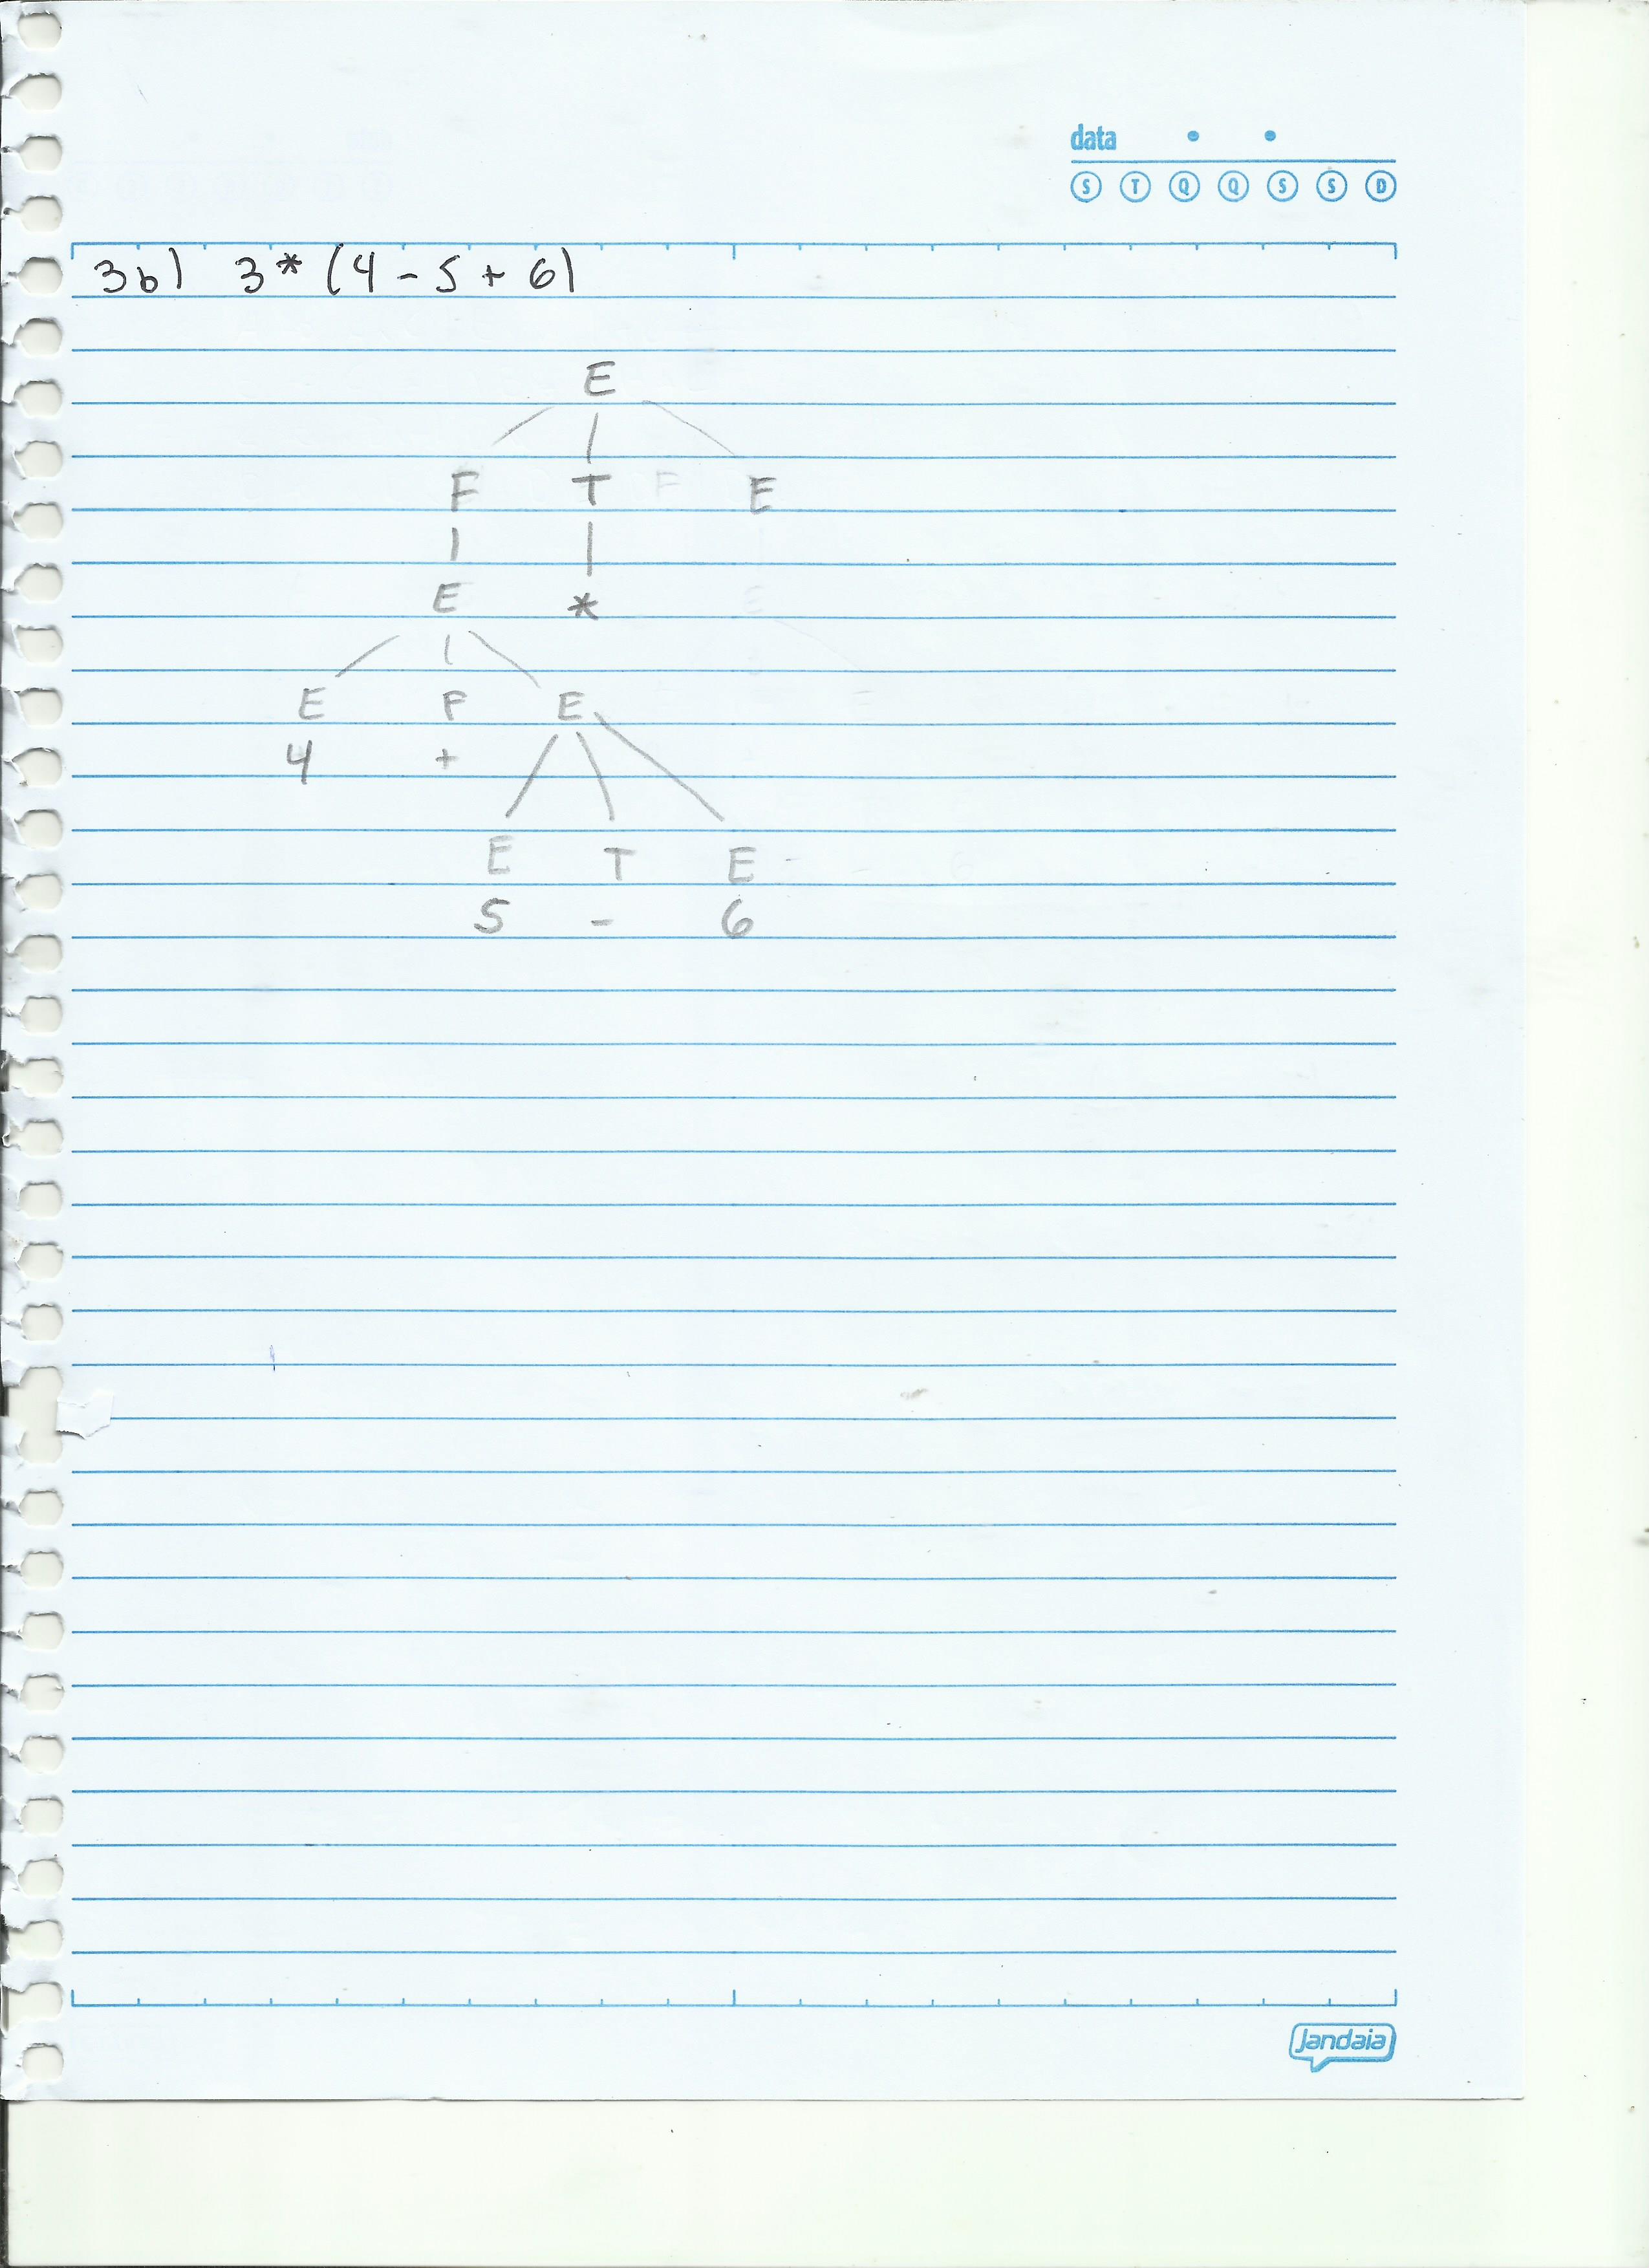 data
S T Q Q S S D
3b) 3 * (4 - 5 + 6)
E
F T E
E *
E F E
4 +
E T E
5 - 6
Jandaia